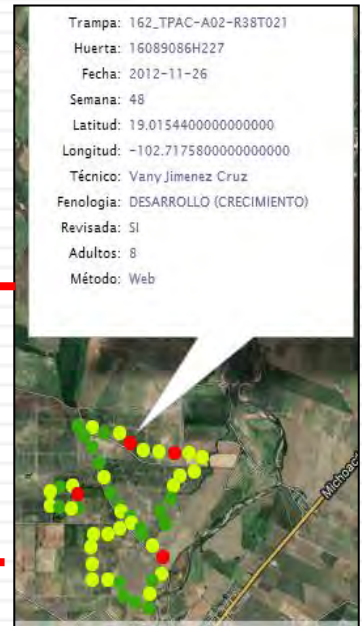 Trampa: 162_TPAC-A02-R38T021
Huerta: 16089086H227
Fecha: 2012-11-26
Semana: 48
Latitud: 19.0154400000000000
Longitud: -102.7175800000000000
Técnico: Vany Jimenez Cruz
Fenologia: DESARROLLO (CRECIMIENTO)
Revisada: SI
Adultos: 8
Método: Web
Michoac